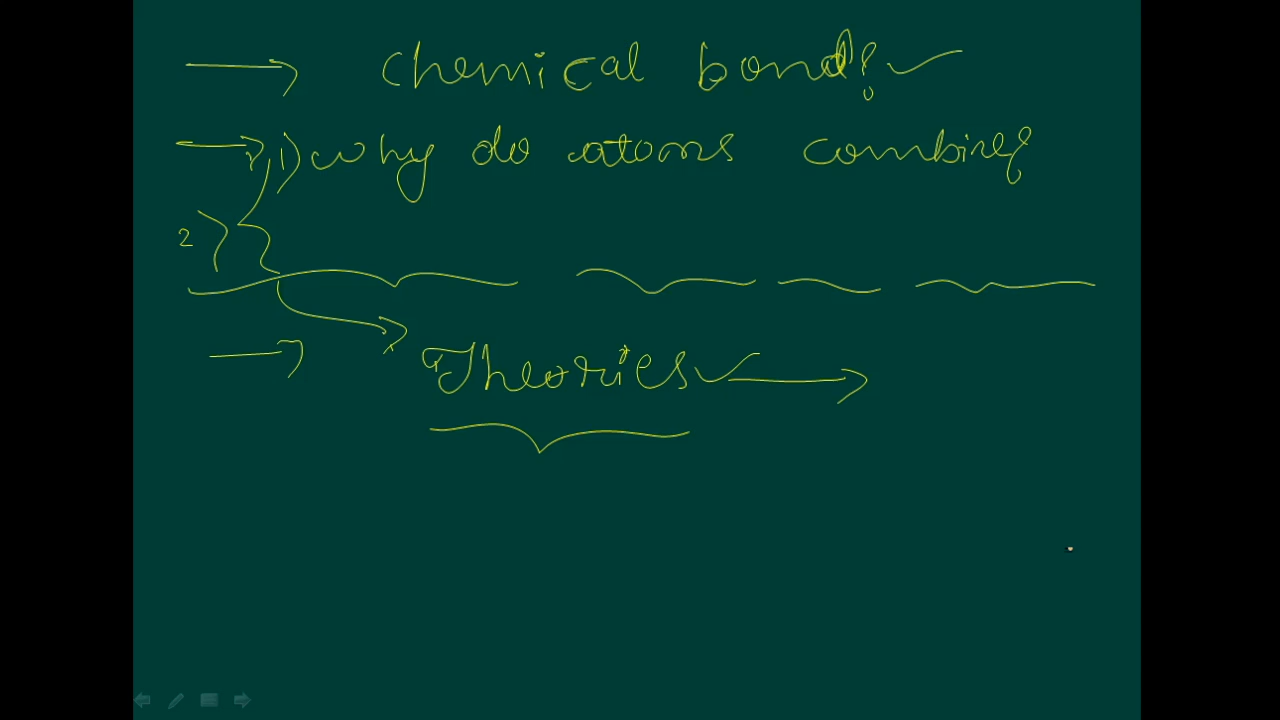 → chemical bond? ✓
→ 1) why do atoms combine?
2)
→ Theories ✓ →